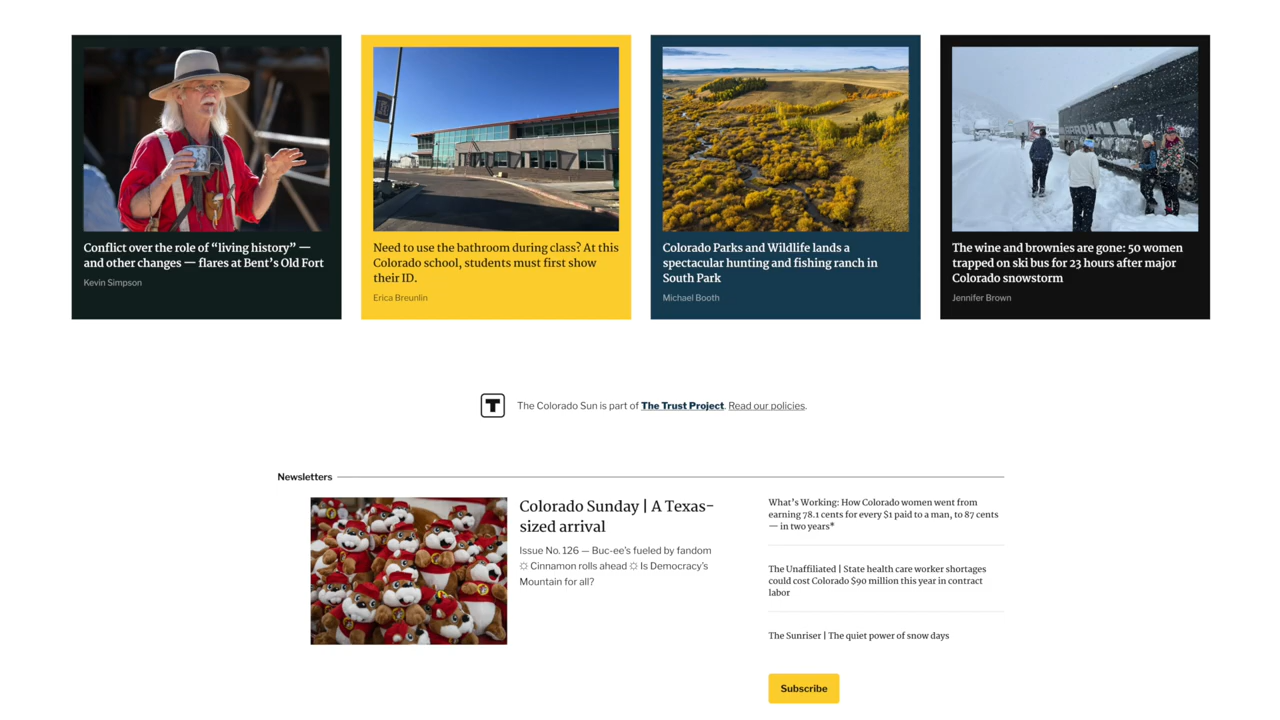 Conflict over the role of “living history” —
and other changes — flares at Bent’s Old Fort
Kevin Simpson
Need to use the bathroom during class? At this
Colorado school, students must first show
their ID.
Erica Breunlin
Colorado Parks and Wildlife lands a
spectacular hunting and fishing ranch in
South Park
Michael Booth
The wine and brownies are gone: 50 women
trapped on ski bus for 23 hours after major
Colorado snowstorm
Jennifer Brown
T
The Colorado Sun is part of The Trust Project. Read our policies.
Newsletters
Colorado Sunday | A Texas-
sized arrival
Issue No. 126 — Buc-ee’s fueled by fandom
☼ Cinnamon rolls ahead ☼ Is Democracy’s
Mountain for all?
What’s Working: How Colorado women went from
earning 78.1 cents for every $1 paid to a man, to 87 cents
— in two years*
The Unaffiliated | State health care worker shortages
could cost Colorado $90 million this year in contract
labor
The Sunriser | The quiet power of snow days
Subscribe